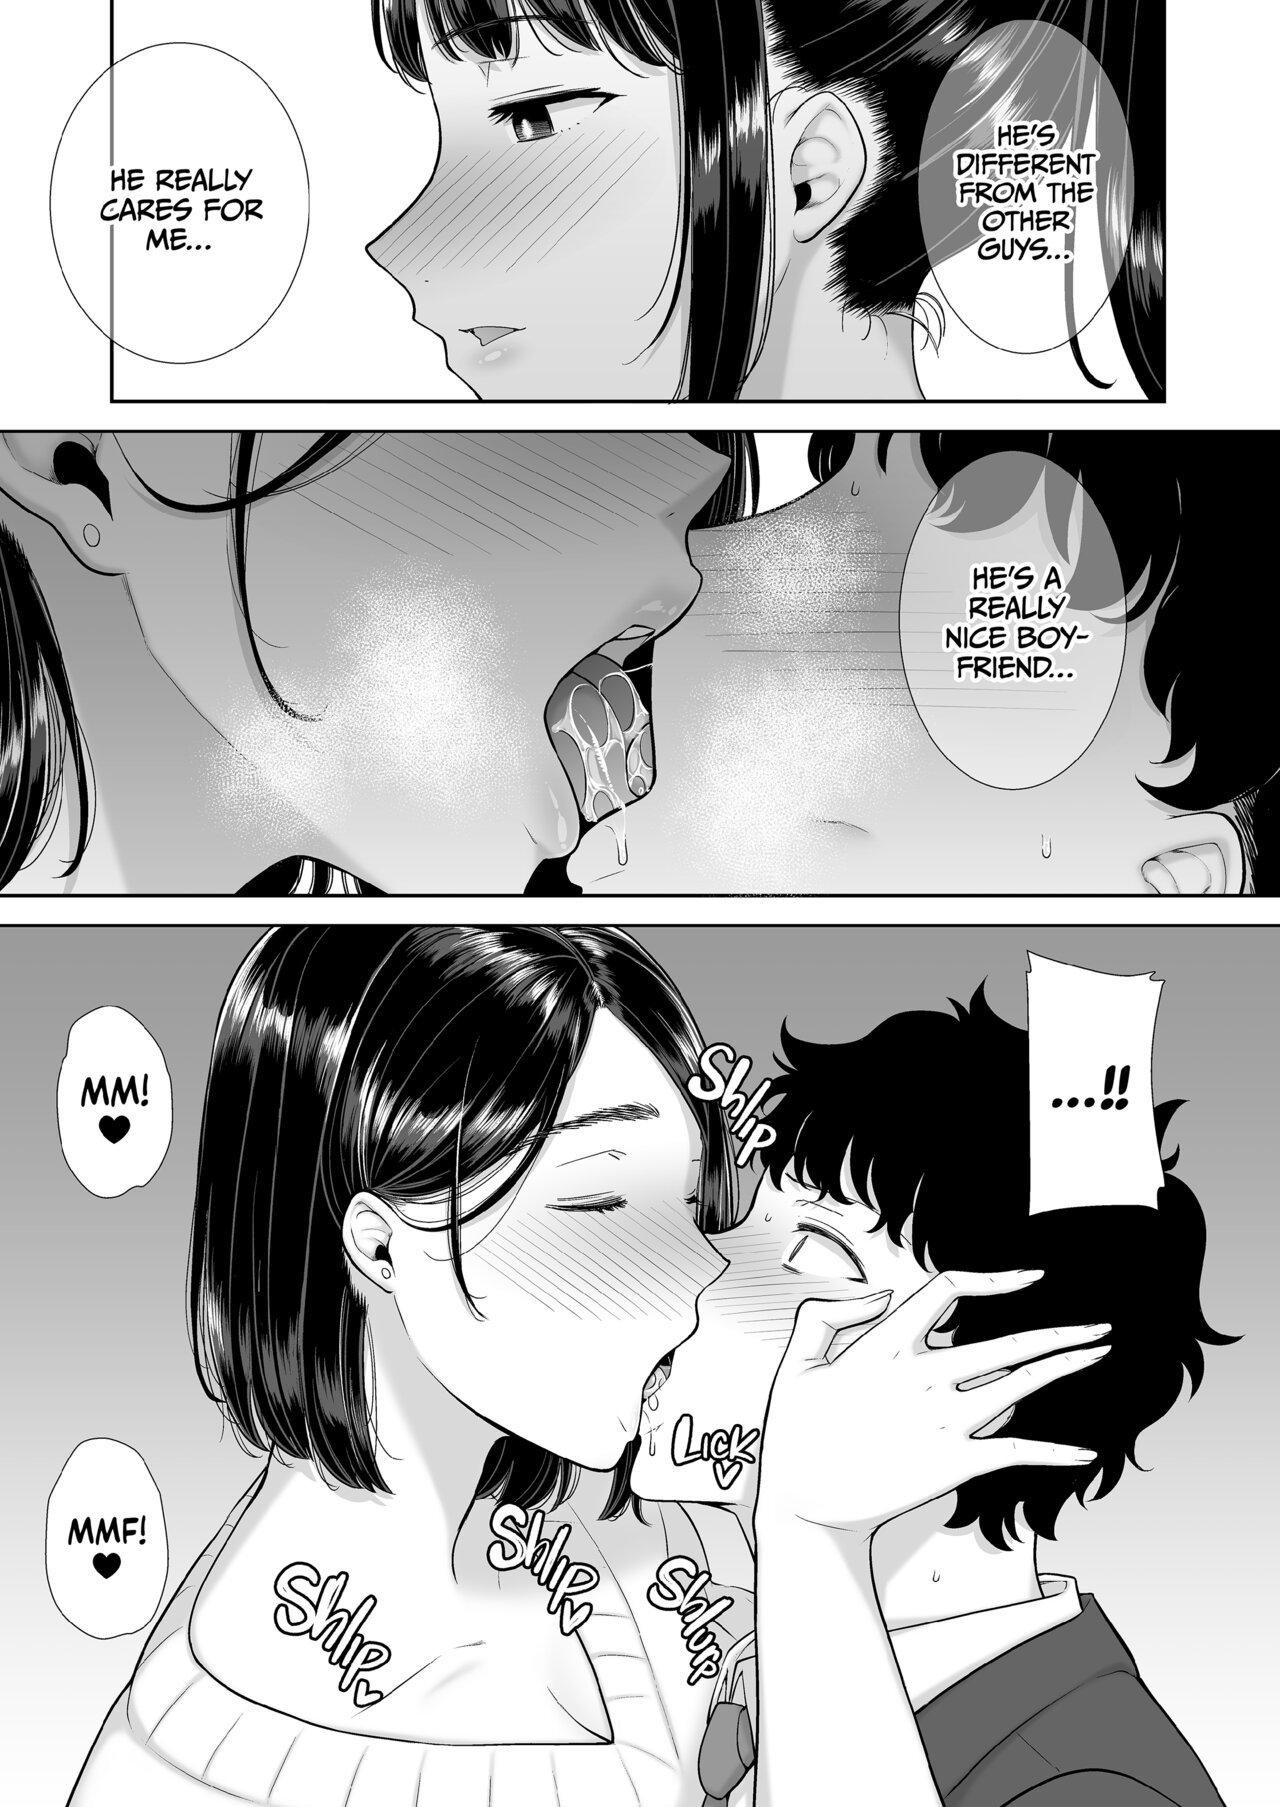 HE'S
DIFFERENT
FROM THE
OTHER
GUYS...
HE REALLY
CARES FOR
ME...
HE'S A
REALLY
NICE BOY-
FRIEND...
...!!
MM!
♥
Shlip
LICK
♡
MMF!
♥
Shlip
♡
Shlup
Shlip
♡